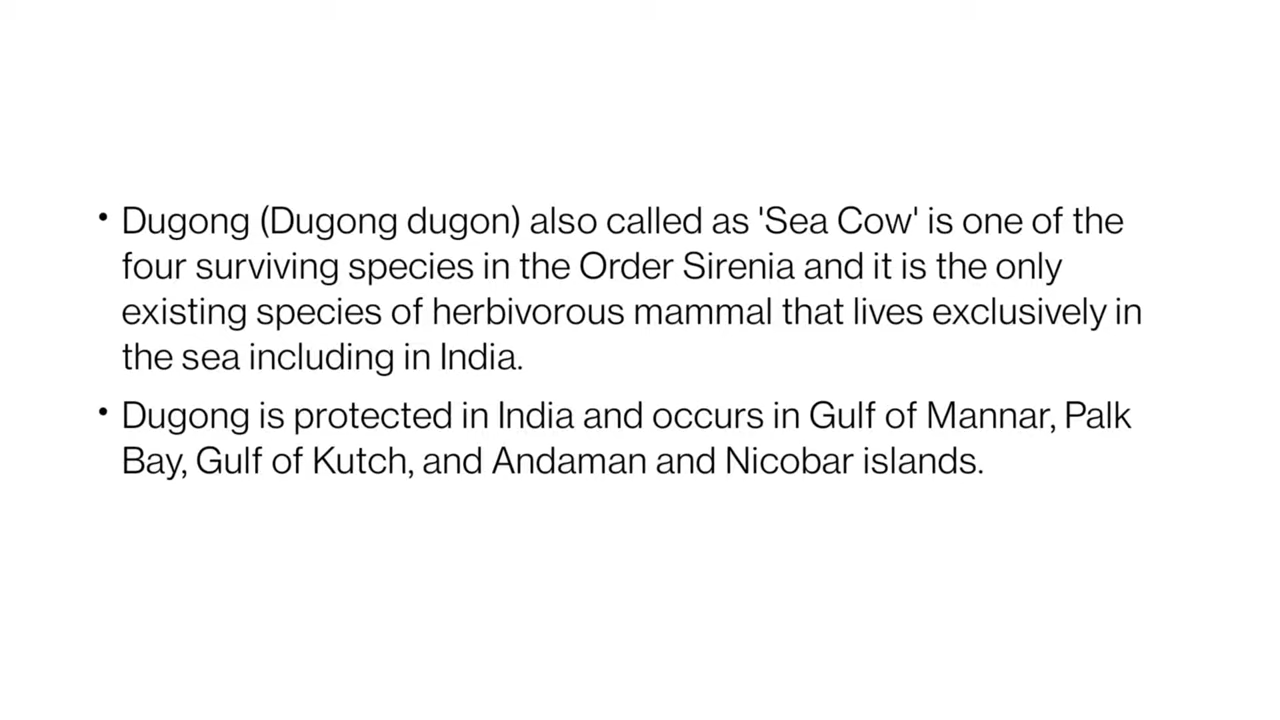 • Dugong (Dugong dugon) also called as 'Sea Cow' is one of the
four surviving species in the Order Sirenia and it is the only
existing species of herbivorous mammal that lives exclusively in
the sea including in India.
• Dugong is protected in India and occurs in Gulf of Mannar, Palk
Bay, Gulf of Kutch, and Andaman and Nicobar islands.